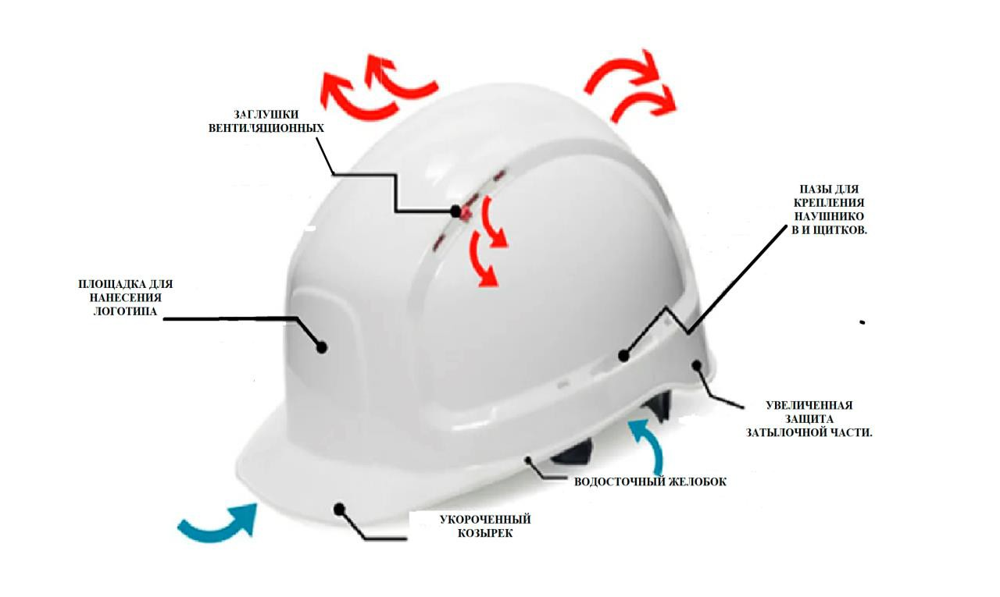 ЗАГЛУШКИ
ВЕНТИЛЯЦИОННЫХ
ПАЗЫ ДЛЯ
КРЕПЛЕНИЯ
НАУШНИКО
В И ЩИТКОВ.
ПЛОЩАДКА ДЛЯ
НАНЕСЕНИЯ
ЛОГОТИПА
УВЕЛИЧЕННАЯ
ЗАЩИТА
ЗАТЫЛОЧНОЙ ЧАСТИ.
ВОДОСТОЧНЫЙ ЖЕЛОБОК
УКОРОЧЕННЫЙ
КОЗЫРЕК